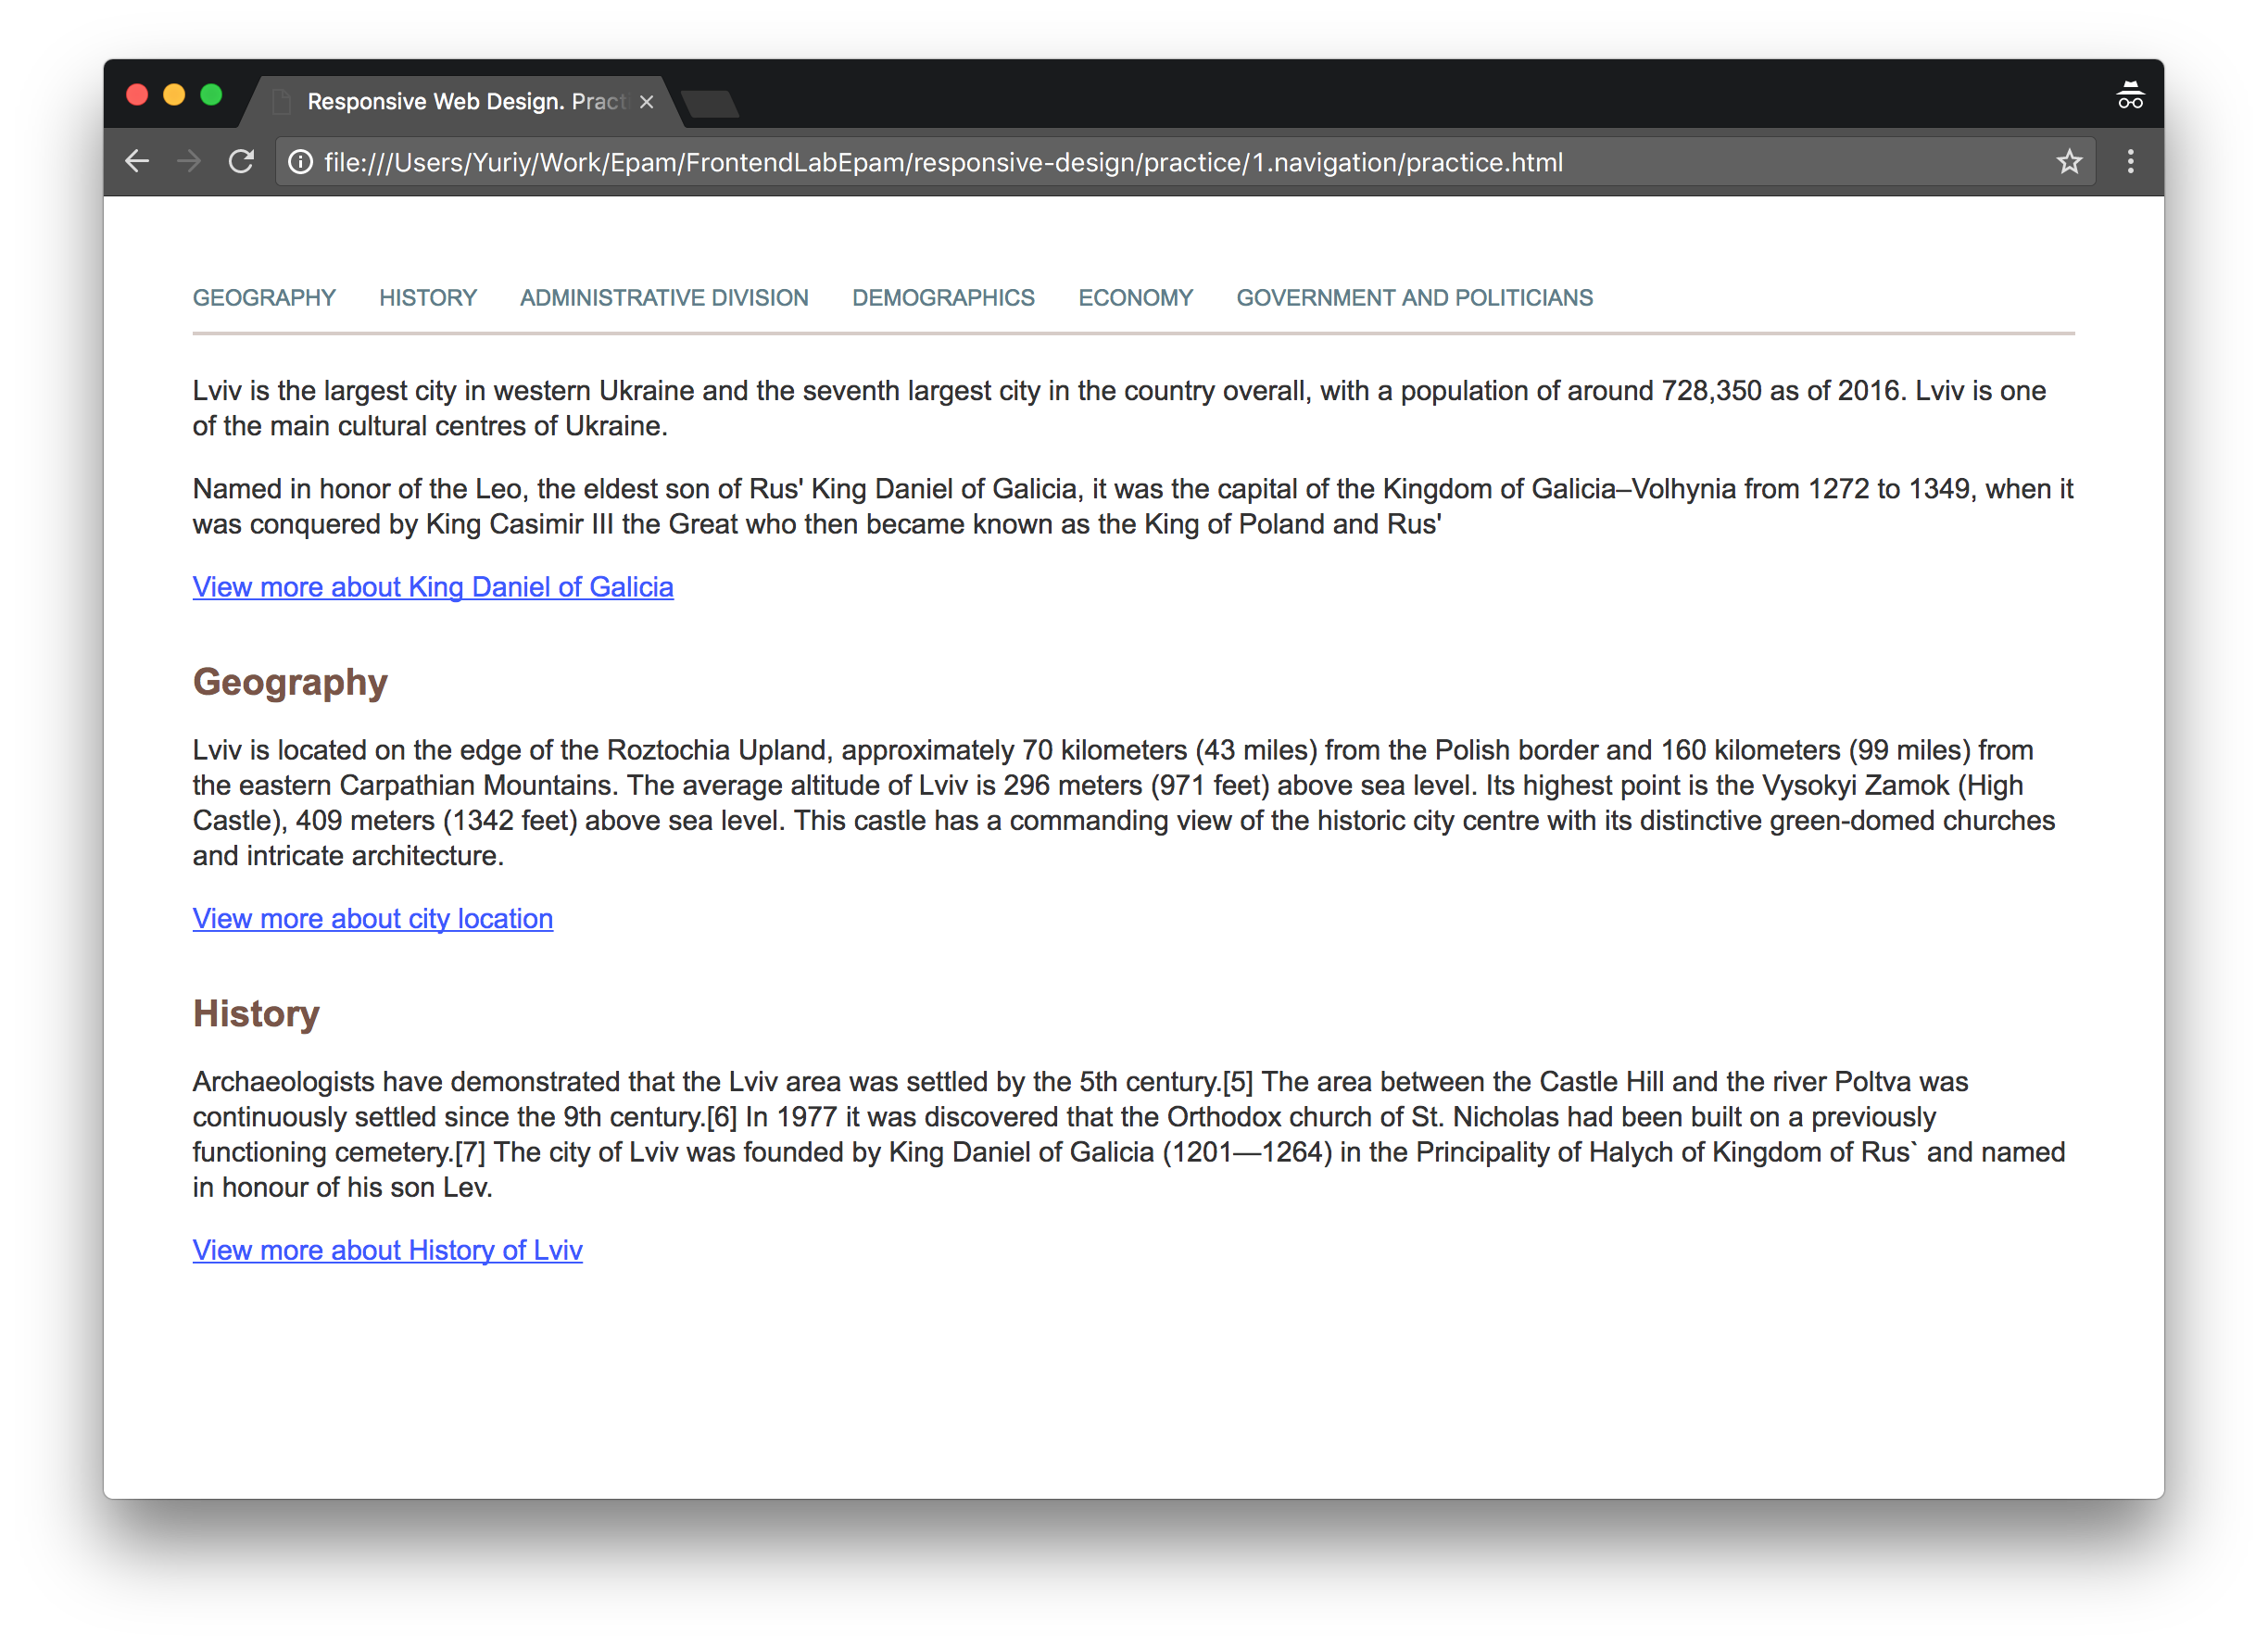 Responsive Web Design. Pract
file:///Users/Yuriy/Work/Epam/FrontendLabEpam/responsive-design/practice/1.navigation/practice.html
GEOGRAPHY HISTORY ADMINISTRATIVE DIVISION DEMOGRAPHICS ECONOMY GOVERNMENT AND POLITICIANS
Lviv is the largest city in western Ukraine and the seventh largest city in the country overall, with a population of around 728,350 as of 2016. Lviv is one
of the main cultural centres of Ukraine.
Named in honor of the Leo, the eldest son of Rus' King Daniel of Galicia, it was the capital of the Kingdom of Galicia–Volhynia from 1272 to 1349, when it
was conquered by King Casimir III the Great who then became known as the King of Poland and Rus'
View more about King Daniel of Galicia
Geography
Lviv is located on the edge of the Roztochia Upland, approximately 70 kilometers (43 miles) from the Polish border and 160 kilometers (99 miles) from
the eastern Carpathian Mountains. The average altitude of Lviv is 296 meters (971 feet) above sea level. Its highest point is the Vysokyi Zamok (High
Castle), 409 meters (1342 feet) above sea level. This castle has a commanding view of the historic city centre with its distinctive green-domed churches
and intricate architecture.
View more about city location
History
Archaeologists have demonstrated that the Lviv area was settled by the 5th century.[5] The area between the Castle Hill and the river Poltva was
continuously settled since the 9th century.[6] In 1977 it was discovered that the Orthodox church of St. Nicholas had been built on a previously
functioning cemetery.[7] The city of Lviv was founded by King Daniel of Galicia (1201—1264) in the Principality of Halych of Kingdom of Rus` and named
in honour of his son Lev.
View more about History of Lviv